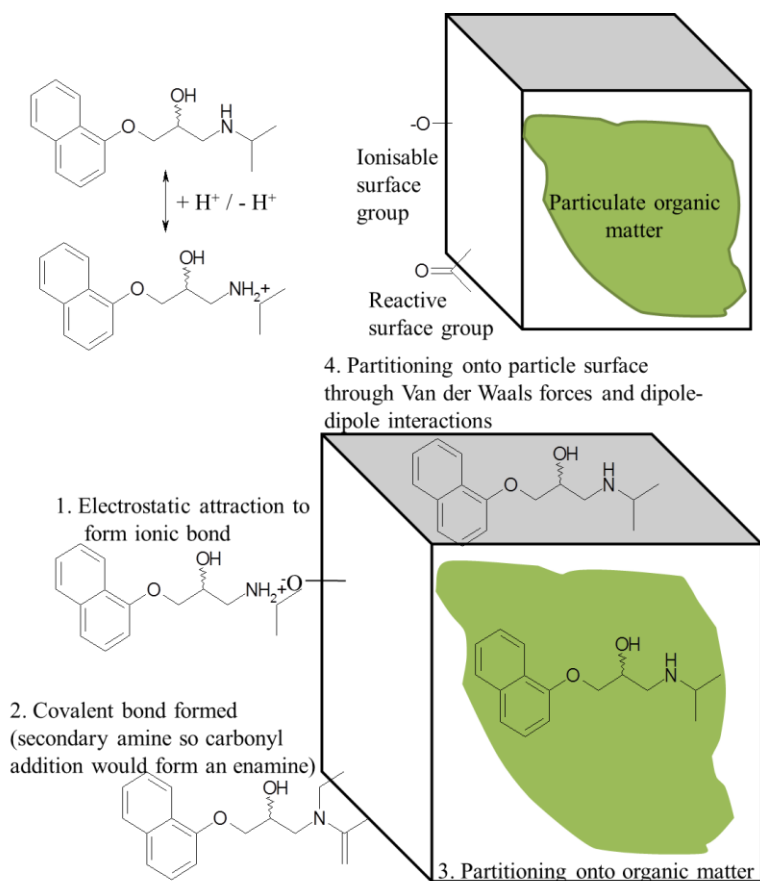 OH
H
N
O
+ H⁺ / - H⁺
OH
O
NH₂+
-O
Ionisable
surface
group
O
Reactive
surface group
Particulate organic
matter
4. Partitioning onto particle surface
through Van der Waals forces and dipole-
dipole interactions
OH
H
N
O
1. Electrostatic attraction to
form ionic bond
OH
O
NH₂+
-O
OH
H
N
O
2. Covalent bond formed
(secondary amine so carbonyl
addition would form an enamine)
OH
O
N
3. Partitioning onto organic matter